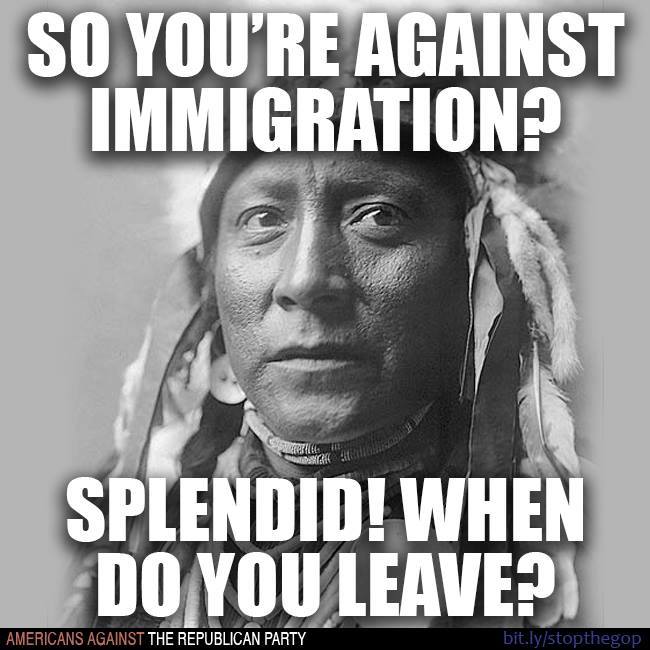 SO YOU'RE AGAINST
IMMIGRATION?
SPLENDID! WHEN
DO YOU LEAVE?
AMERICANS AGAINST THE REPUBLICAN PARTY
bit.ly/stopthegop